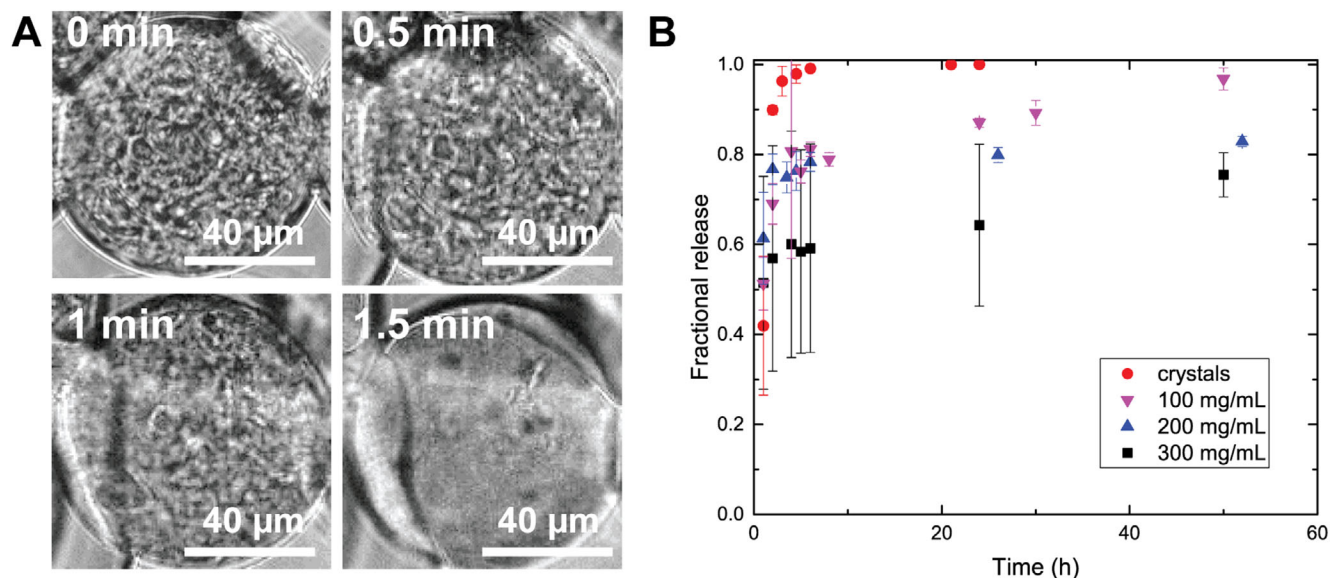 A
0 min
40 µm
0.5 min
40 µm
1 min
40 µm
1.5 min
40 µm
B
Fractional release
1.0
0.8
0.6
0.4
0.2
0.0
0
20
40
60
Time (h)
crystals
100 mg/mL
200 mg/mL
300 mg/mL